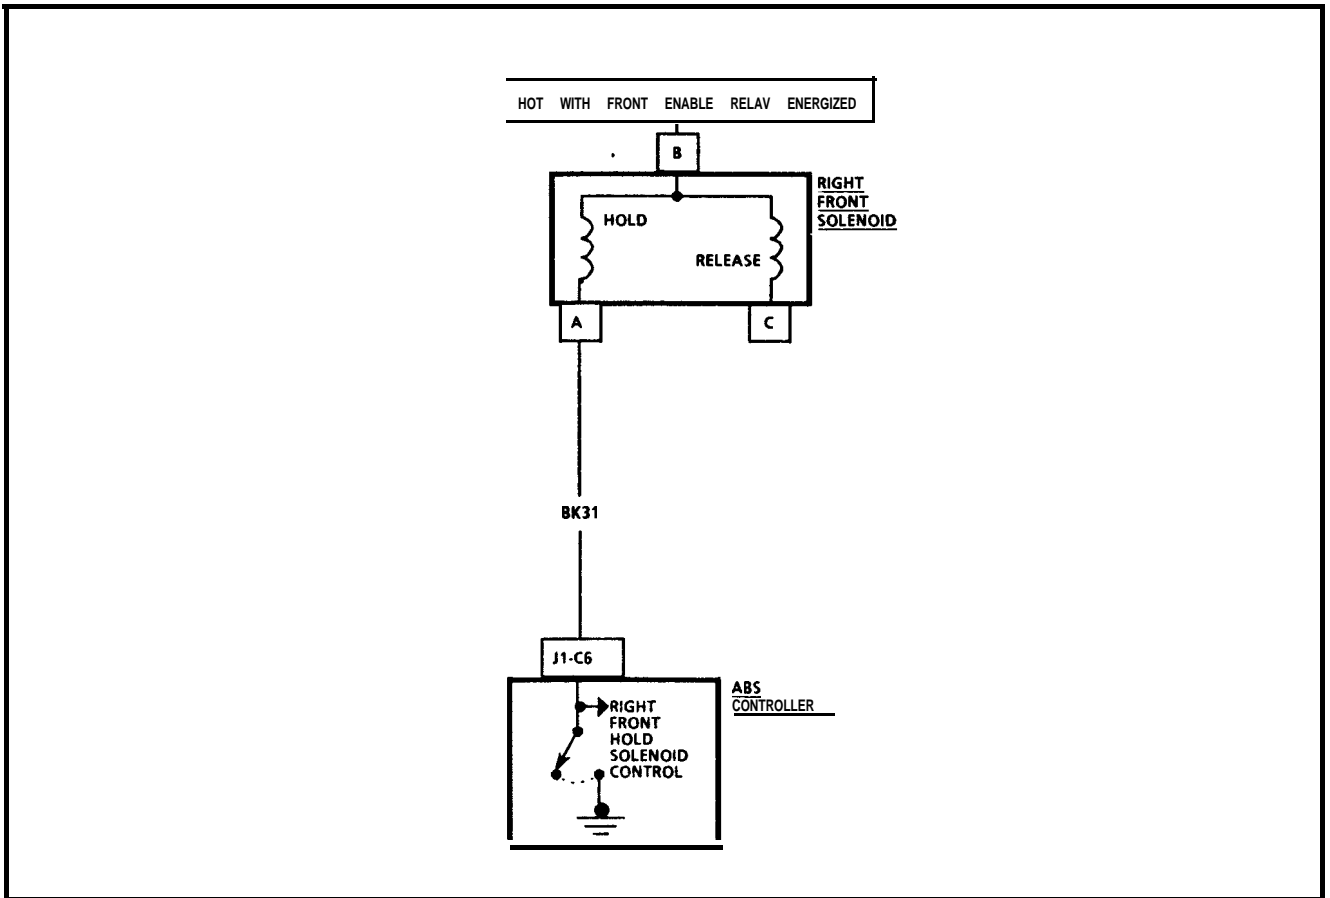 HOT WITH FRONT ENABLE RELAV ENERGIZED
B
RIGHT
FRONT
SOLENOID
HOLD
RELEASE
A
C
BK31
J1-C6
ABS
CONTROLLER
RIGHT
FRONT
HOLD
SOLENOID
CONTROL